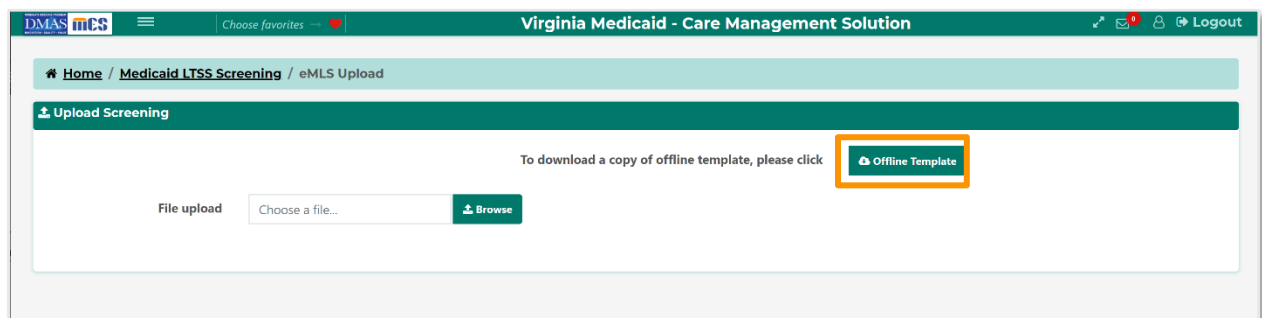 DMAS mes Choose favorites → Virginia Medicaid - Care Management Solution 0 Logout
Home / Medicaid LTSS Screening / eMLS Upload
Upload Screening
To download a copy of offline template, please click Offline Template
File upload Choose a file... Browse